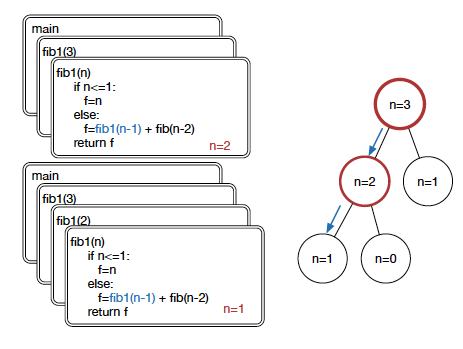 main
fib1(3)
fib1(n)
if n<=1:
f=n
else:
f=fib1(n-1) + fib(n-2)
return f
n=2
main
fib1(3)
fib1(2)
fib1(n)
if n<=1:
f=n
else:
f=fib1(n-1) + fib(n-2)
return f
n=1
n=3
n=2
n=1
n=1
n=0